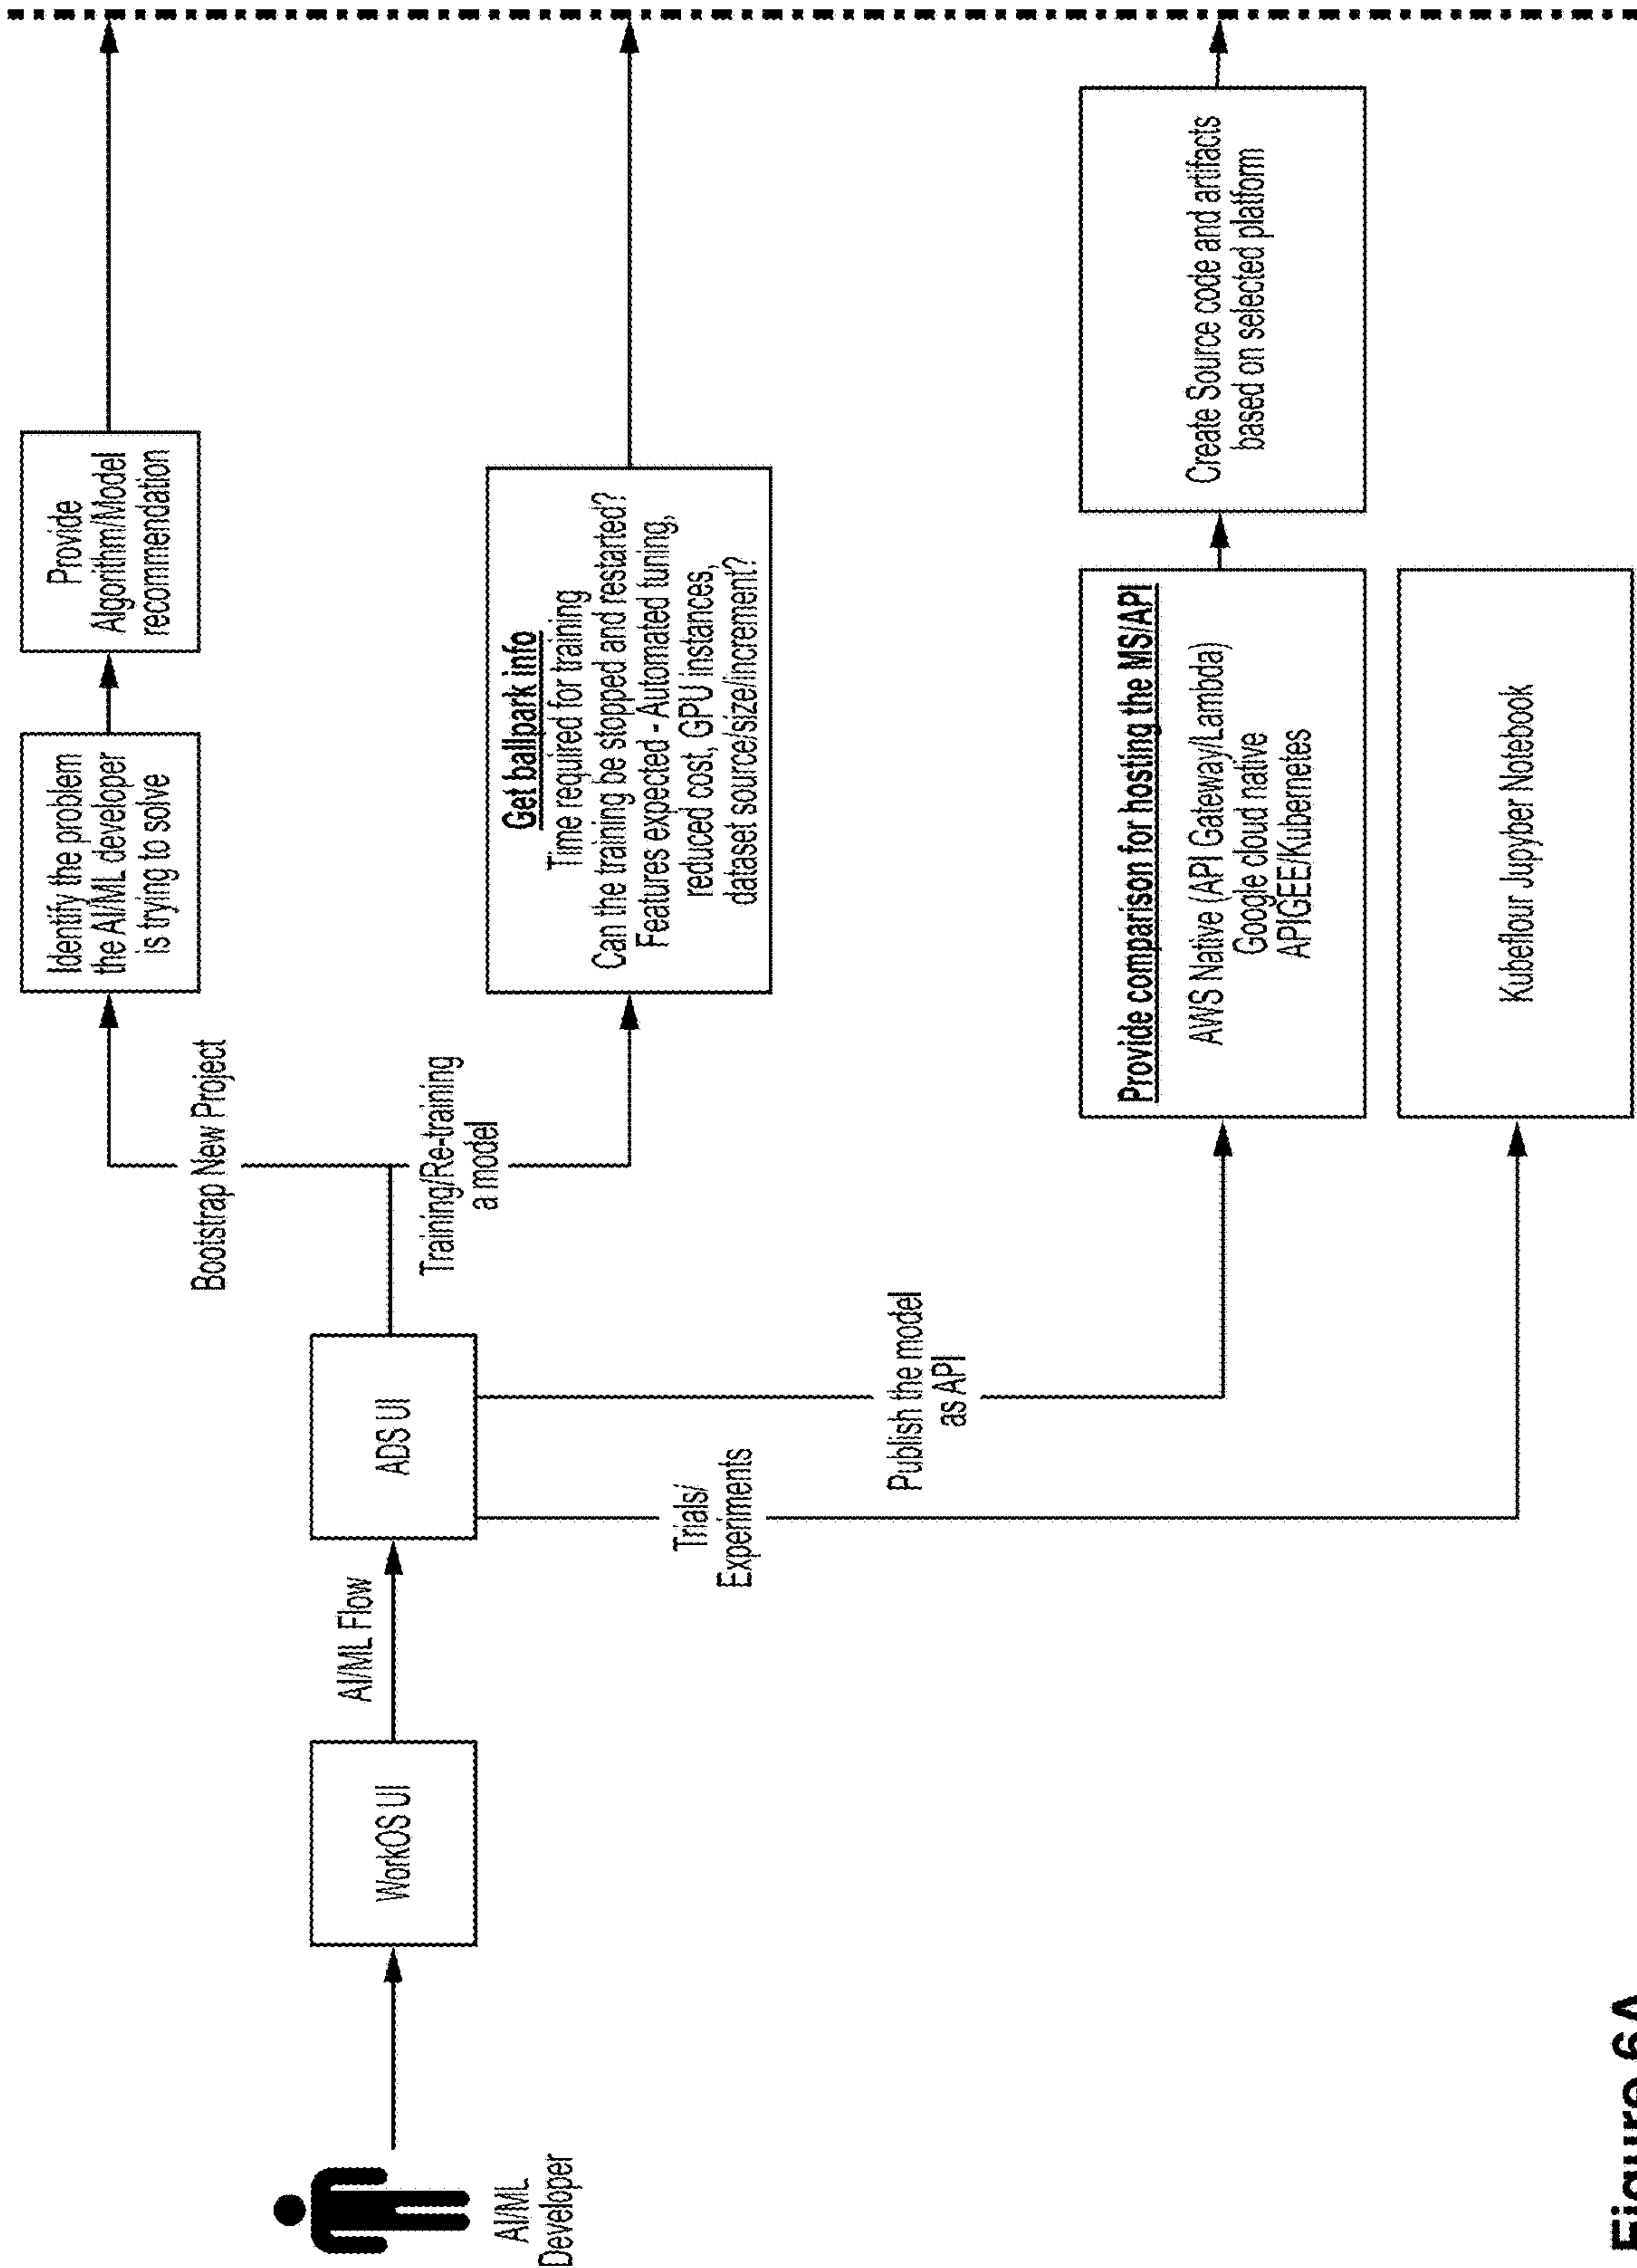 AI/ML
Developer
WorkOS UI
AI/ML Flow
ADS UI
Bootstrap New Project
Identify the problem
the AI/ML developer
is trying to solve
Provide
Algorithm/Model
recommendation
Training/Re-training
a model
Get ballpark info
Time required for training
Can the training be stopped and restarted?
Features expected - Automated tuning,
reduced cost, GPU instances,
dataset source/size/increment?
Publish the model
as API
Provide comparison for hosting the MS/API
AWS Native (API Gateway/Lambda)
Google cloud native
APIGEE/Kubernetes
Create Source code and artifacts
based on selected platform
Trials/
Experiments
Kubeflour Jupyber Notebook
Figure 6A